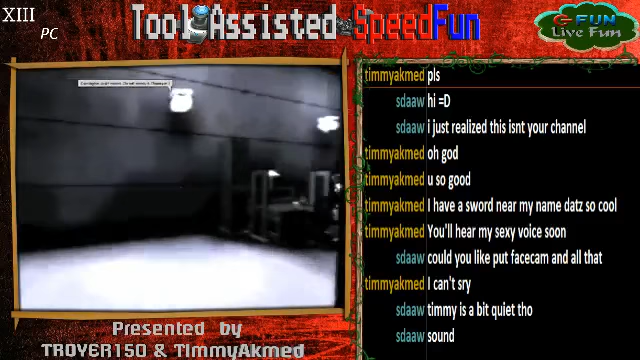 XIII
PC
Tool Assisted SpeedFun
G FUN
Live Fun
timmyakmed pls
sdaaw hi =D
sdaaw i just realized this isnt your channel
timmyakmed oh god
timmyakmed u so good
timmyakmed I have a sword near my name datz so cool
timmyakmed You'll hear my sexy voice soon
sdaaw could you like put facecam and all that
timmyakmed I can't sry
sdaaw timmy is a bit quiet tho
sdaaw sound
Presented by
TROYER150 & TimmyAkmed